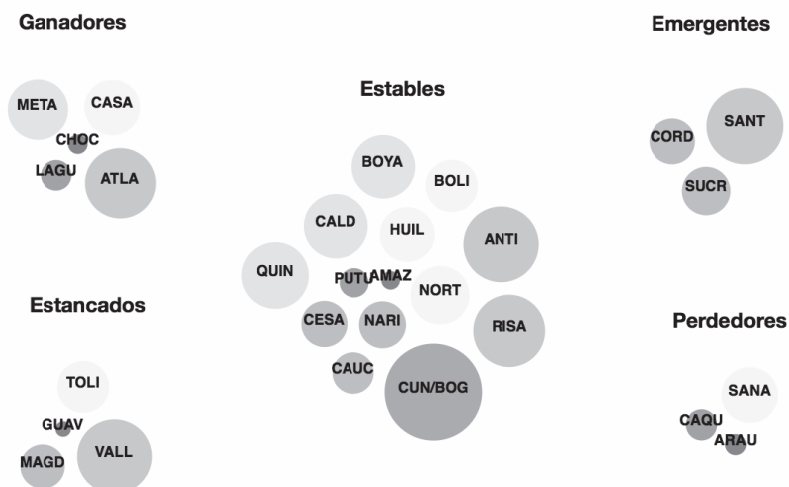 Ganadores
META
CASA
CHOC
LAGU
ATLA
Estables
BOYA
BOLI
CALD
HUIL
ANTI
QUIN
PUTU
AMAZ
NORT
CESA
NARI
RISA
CAUC
CUN/BOG
Emergentes
CORD
SANT
SUCR
Estancados
TOLI
GUAV
MAGD
VALL
Perdedores
SANA
CAQU
ARAU